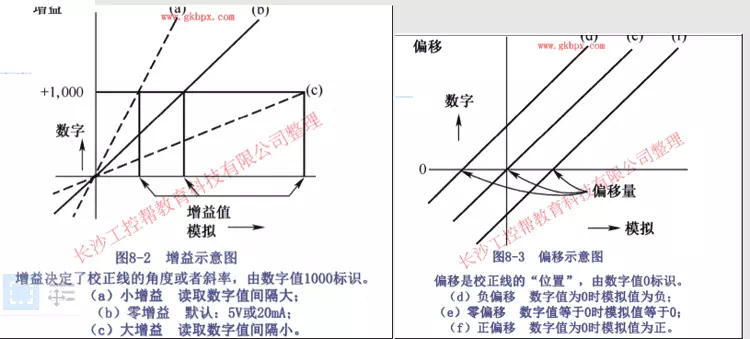 增益
www.gkbpx.com
(a)
(b)
+1,000
(c)
数字
增益值
模拟
长沙工控帮教育科技有限公司整理
图8-2 增益示意图
增益决定了校正线的角度或者斜率，由数字值1000标识。
(a) 小增益 读取数字值间隔大；
(b) 零增益 默认：5V或20mA；
(c) 大增益 读取数字值间隔小。
偏移
www.gkbpx.com
(d)
(e)
(f)
数字
0
偏移量
模拟
长沙工控帮教育科技有限公司整理
图8-3 偏移示意图
偏移是校正线的“位置”，由数字值0标识。
(d) 负偏移 数字值为0时模拟值为负；
(e) 零偏移 数字值等于0时模拟值等于0；
(f) 正偏移 数字值为0时模拟值为正。